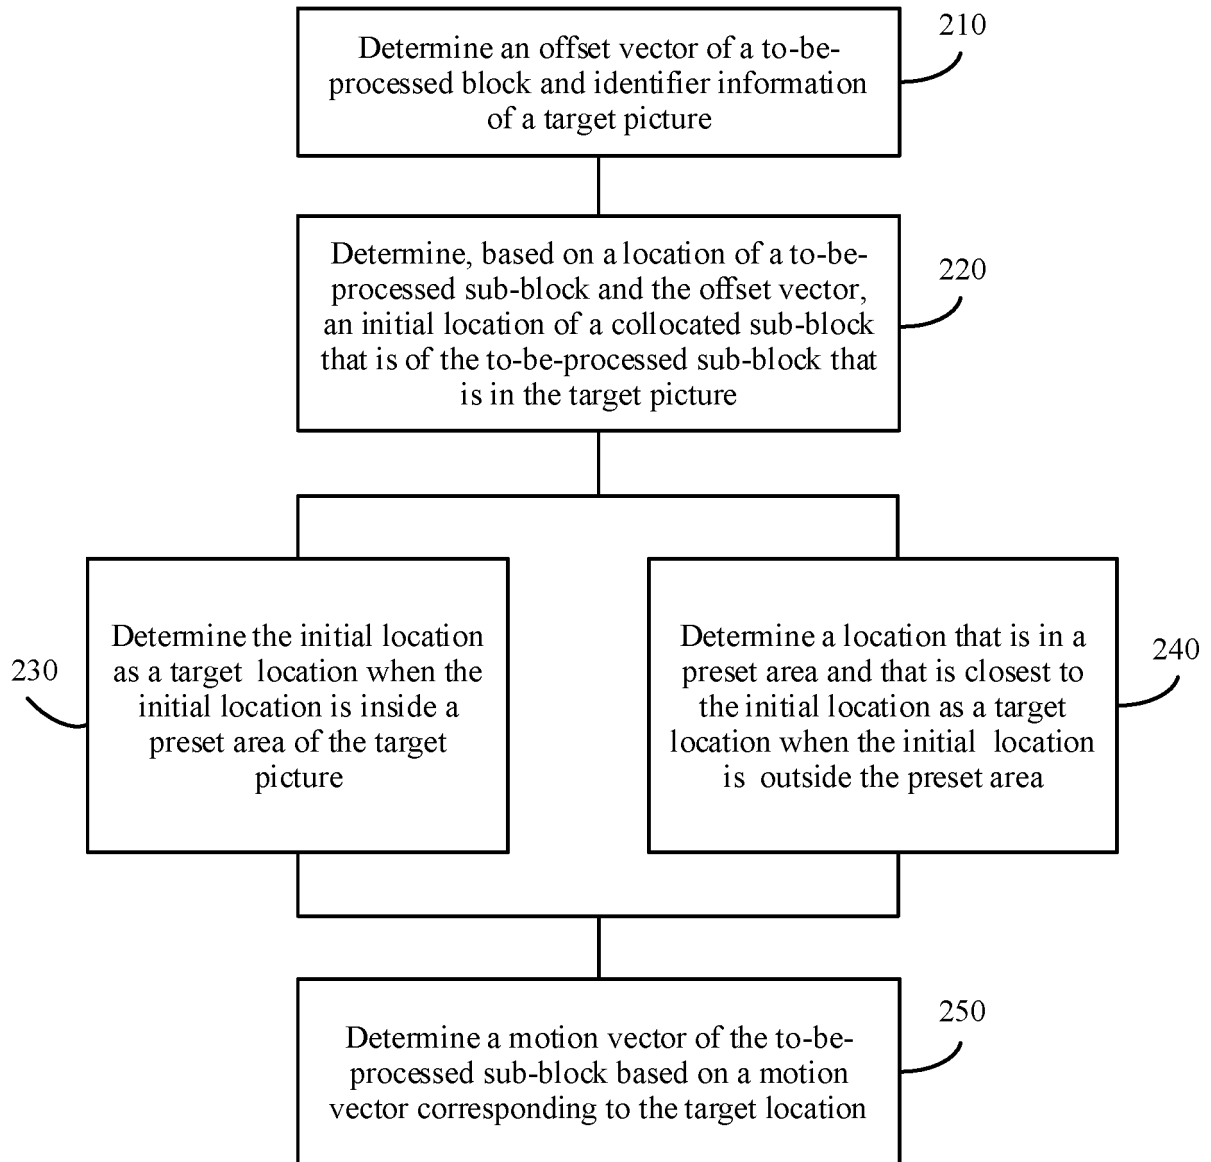 210
Determine an offset vector of a to-be-
processed block and identifier information
of a target picture
220
Determine, based on a location of a to-be-
processed sub-block and the offset vector,
an initial location of a collocated sub-block
that is of the to-be-processed sub-block that
is in the target picture
230
Determine the initial location
as a target location when the
initial location is inside a
preset area of the target
picture
240
Determine a location that is in a
preset area and that is closest to
the initial location as a target
location when the initial location
is outside the preset area
250
Determine a motion vector of the to-be-
processed sub-block based on a motion
vector corresponding to the target location